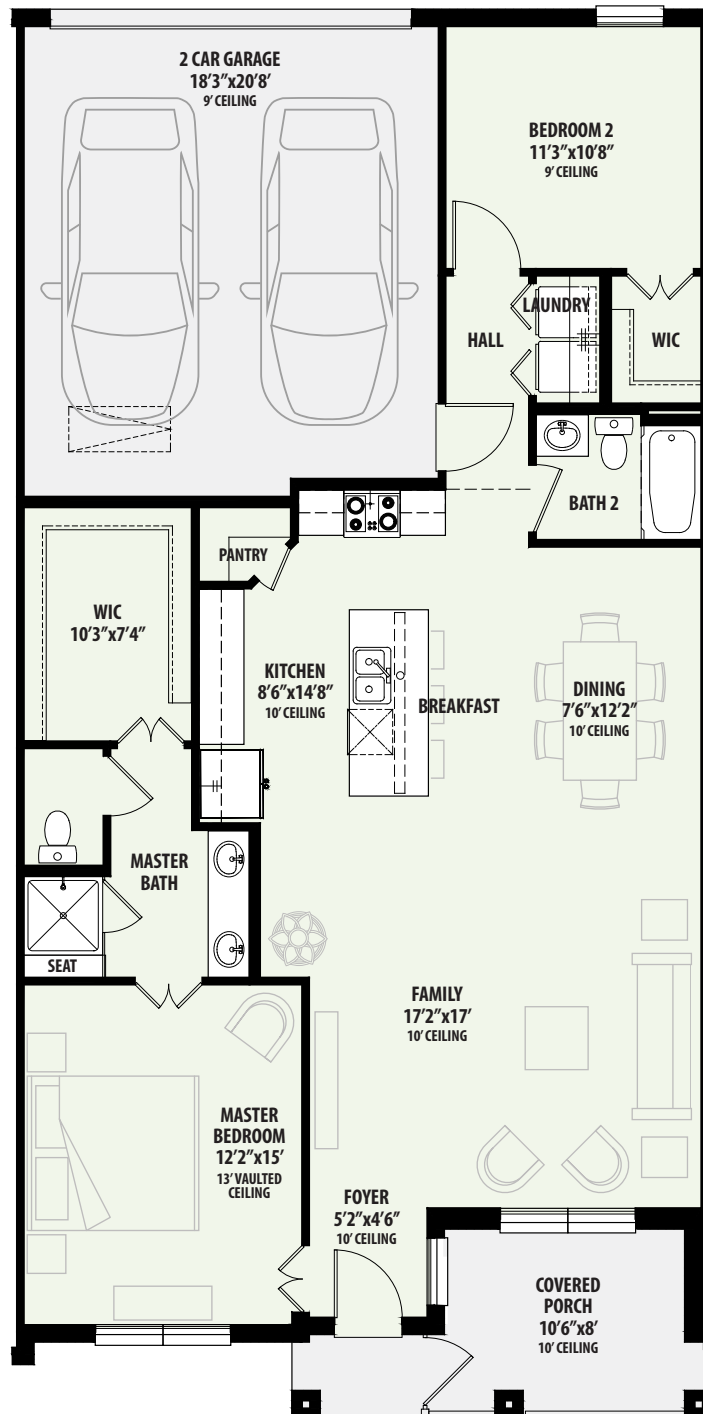 2 CAR GARAGE
18'3"x20'8'
9' CEILING
BEDROOM 2
11'3"x10'8"
9' CEILING
LAUNDRY
HALL
WIC
BATH 2
PANTRY
WIC
10'3"x7'4"
KITCHEN
8'6"x14'8"
10' CEILING
BREAKFAST
DINING
7'6"x12'2"
10' CEILING
MASTER
BATH
SEAT
FAMILY
17'2"x17'
10' CEILING
MASTER
BEDROOM
12'2"x15'
13' VAULTED
CEILING
FOYER
5'2"x4'6"
10' CEILING
COVERED
PORCH
10'6"x8'
10' CEILING